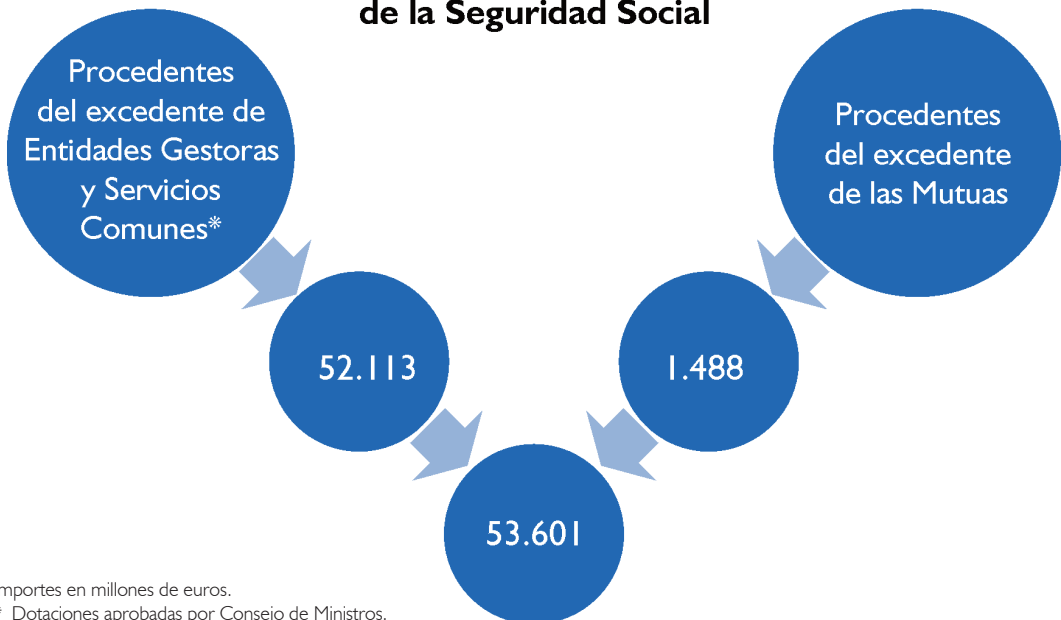 de la Seguridad Social
Procedentes
del excedente de
Entidades Gestoras
y Servicios
Comunes*
Procedentes
del excedente
de las Mutuas
52.113
1.488
53.601
mportes en millones de euros.
* Dotaciones aprobadas por Consejo de Ministros.